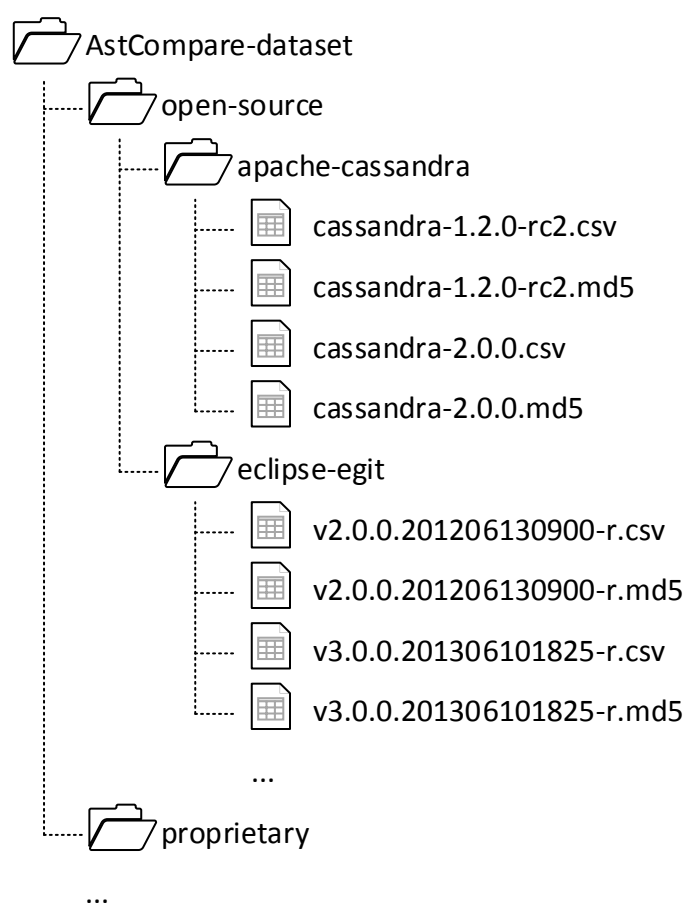 AstCompare-dataset
open-source
apache-cassandra
cassandra-1.2.0-rc2.csv
cassandra-1.2.0-rc2.md5
cassandra-2.0.0.csv
cassandra-2.0.0.md5
eclipse-egit
v2.0.0.201206130900-r.csv
v2.0.0.201206130900-r.md5
v3.0.0.201306101825-r.csv
v3.0.0.201306101825-r.md5
...
proprietary
...